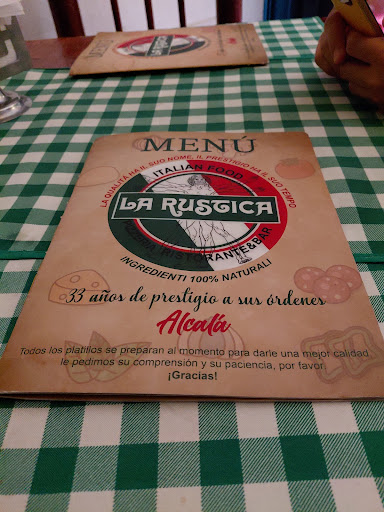 MENÚ
LA QUALITÀ HA IL SUO NOME, IL PRESTIGIO HA IL SUO TEMPO
ITALIAN FOOD
LA RUSTICA
RISTORANTE&BAR
INGREDIENTI 100% NATURALI
33 años de prestigio a sus órdenes
Alcalá
Todos los platillos se preparan al momento para darle una mejor calidad,
le pedimos su comprensión y su paciencia, por favor.
¡Gracias!
LA RUSTICA